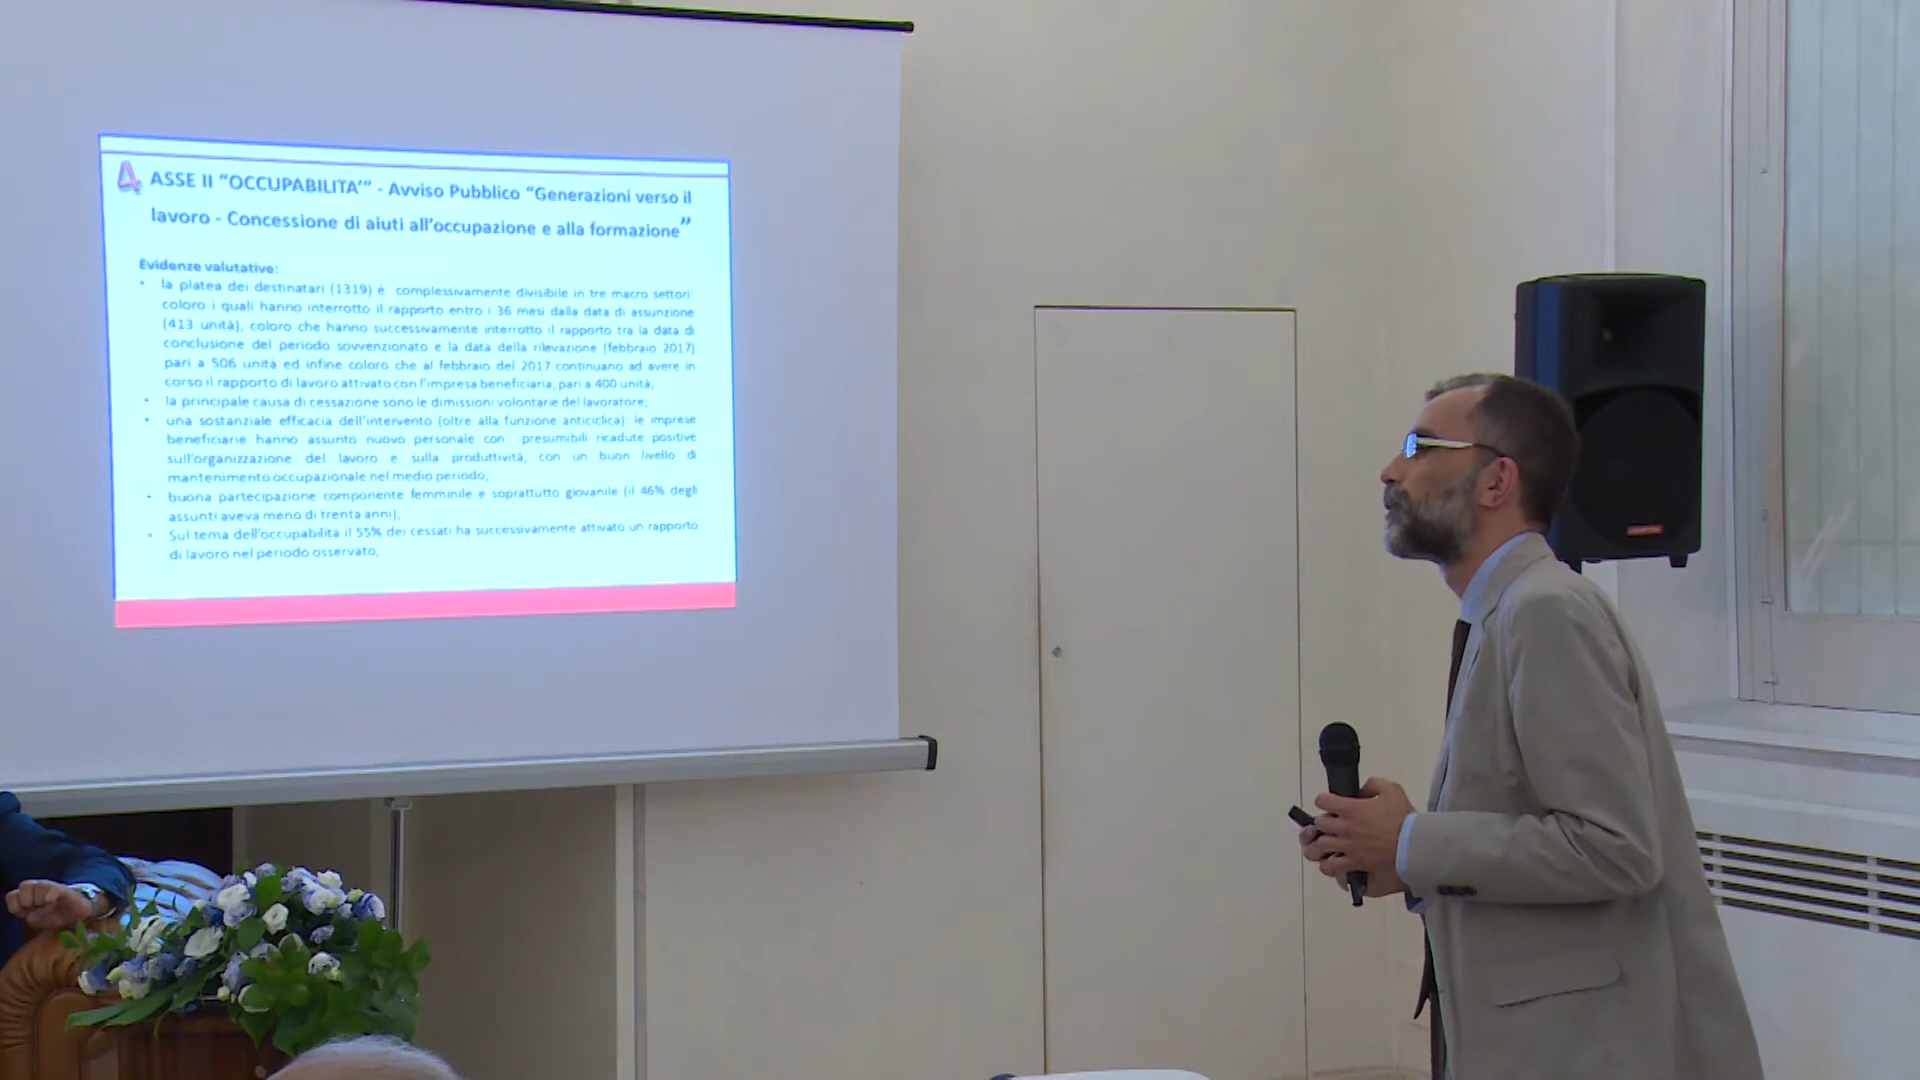 4 ASSE II "OCCUPABILITA'" - Avviso Pubblico "Generazioni verso il
lavoro - Concessione di aiuti all'occupazione e alla formazione"
Evidenze valutative:
• la platea dei destinatari (1319) è complessivamente divisibile in tre macro settori:
coloro i quali hanno interrotto il rapporto entro i 36 mesi dalla data di assunzione
(413 unità), coloro che hanno successivamente interrotto il rapporto tra la data di
conclusione del periodo sovvenzionato e la data della rilevazione (febbraio 2017)
pari a 506 unità ed infine coloro che al febbraio del 2017 continuano ad avere in
corso il rapporto di lavoro attivato con l'impresa beneficiaria, pari a 400 unità;
• la principale causa di cessazione sono le dimissioni volontarie del lavoratore;
• una sostanziale efficacia dell'intervento (oltre alla funzione anticiclica): le imprese
beneficiarie hanno assunto nuovo personale con presumibili ricadute positive
sull'organizzazione del lavoro e sulla produttività, con un buon livello di
mantenimento occupazionale nel medio periodo;
• buona partecipazione componente femminile e soprattutto giovanile (il 46% degli
assunti aveva meno di trenta anni);
• Sul tema dell'occupabilità il 55% dei cessati ha successivamente attivato un rapporto
di lavoro nel periodo osservato;